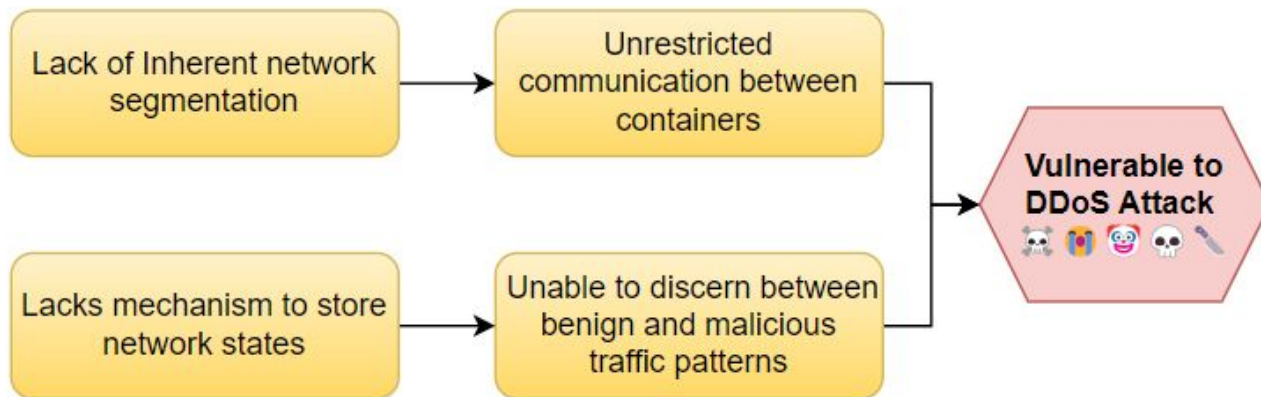 Lack of Inherent network
segmentation
Unrestricted
communication between
containers
Lacks mechanism to store
network states
Unable to discern between
benign and malicious
traffic patterns
Vulnerable to
DDoS Attack
☠️😭🤡💀🔪